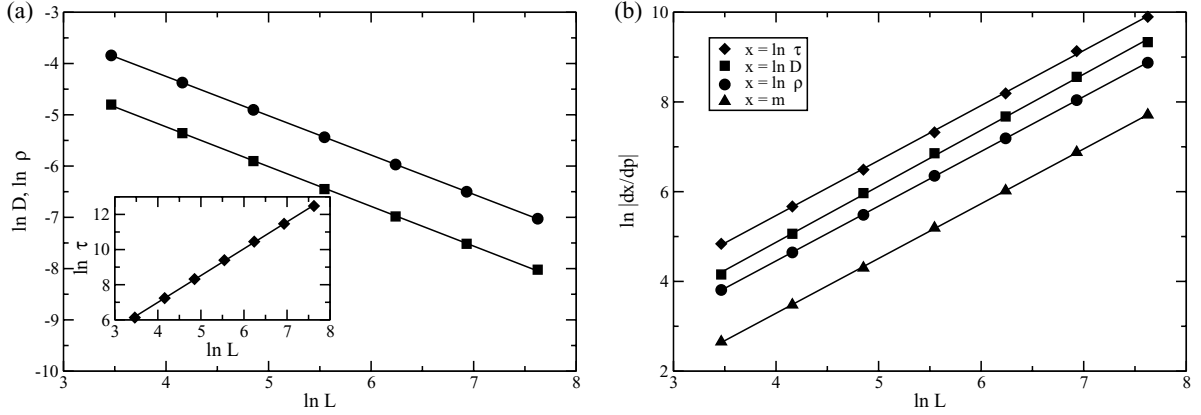 (a)
-3
-4
-5
-6
-7
-8
-9
-10
ln D, ln ρ
3 4 5 6 7 8
ln L
12
10
8
6
ln τ
3 4 5 6 7 8
ln L
(b)
10
8
6
4
2
ln |dx/dp|
x = ln τ
x = ln D
x = ln ρ
x = m
3 4 5 6 7 8
ln L